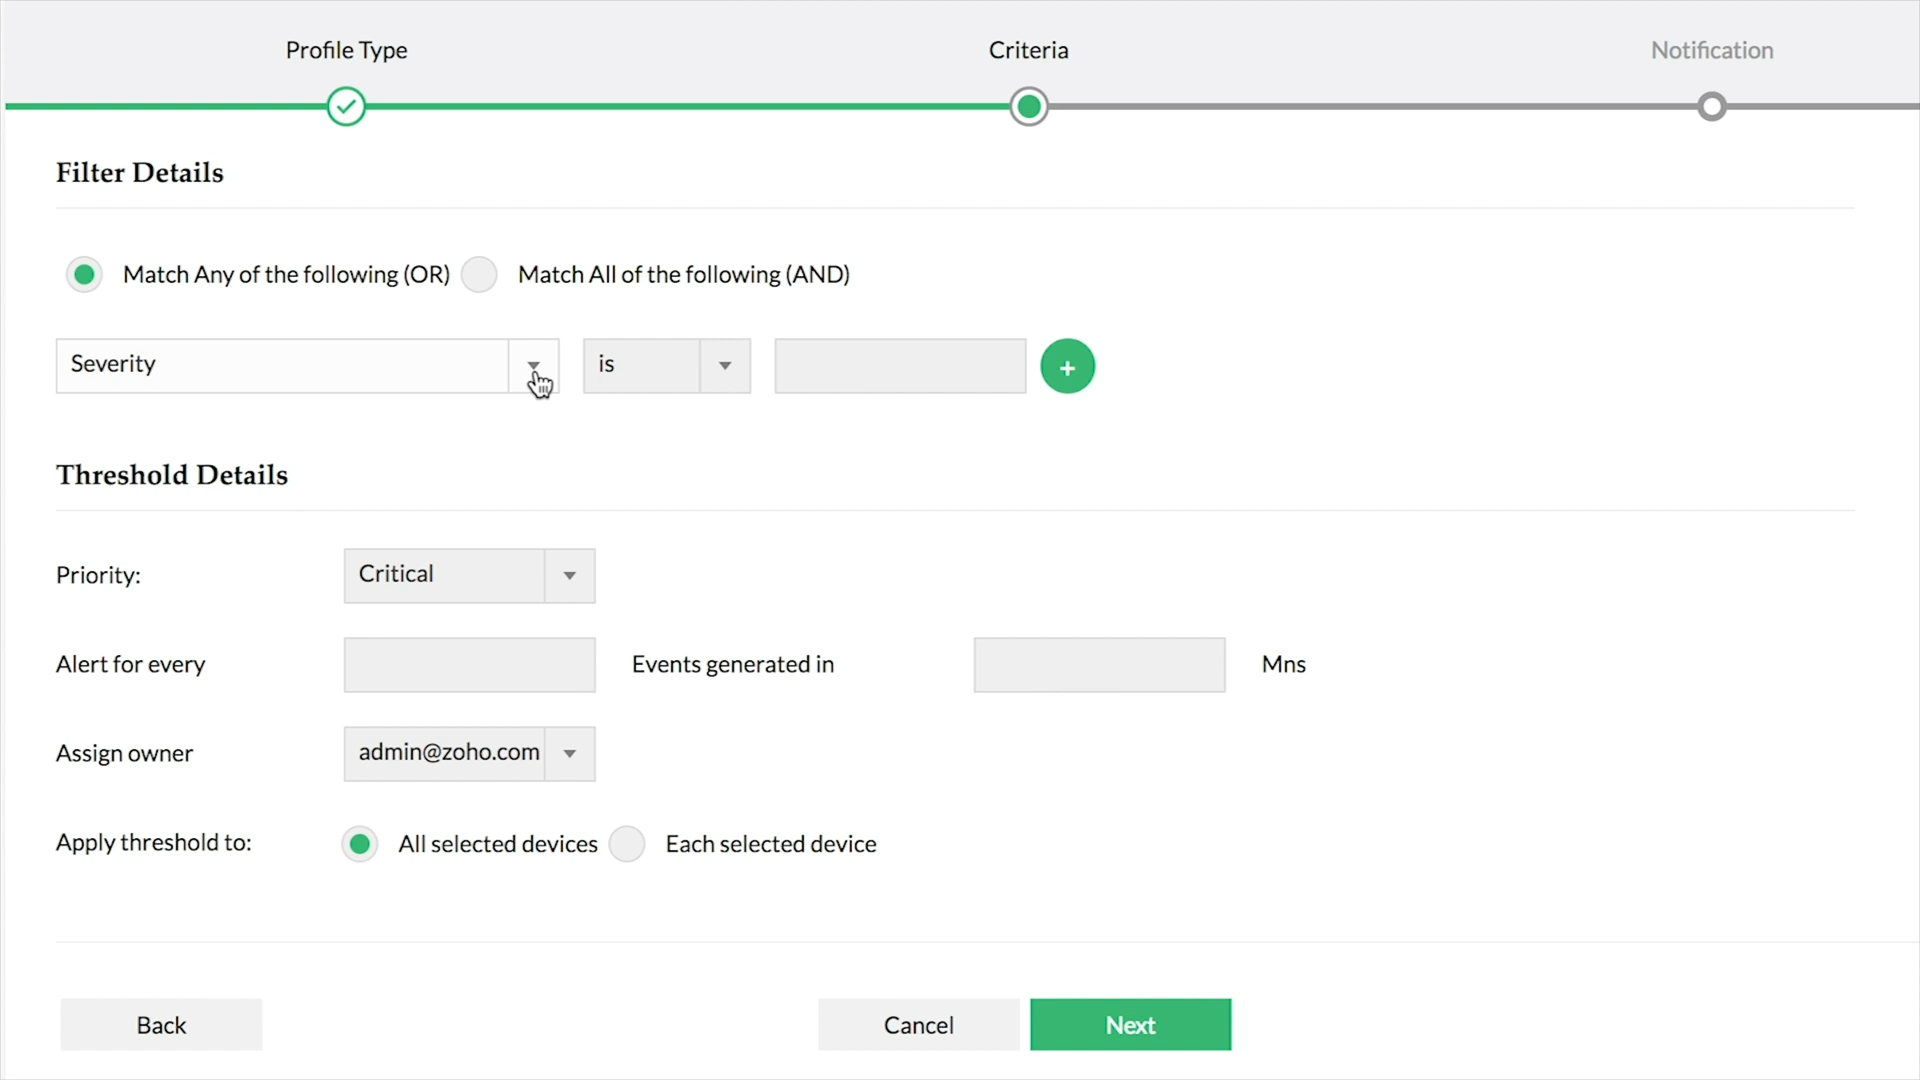 Profile Type
Criteria
Notification
Filter Details
Match Any of the following (OR)
Match All of the following (AND)
Severity
is
+
Threshold Details
Priority:
Critical
Alert for every
Events generated in
Mns
Assign owner
admin@zoho.com
Apply threshold to:
All selected devices
Each selected device
Back
Cancel
Next